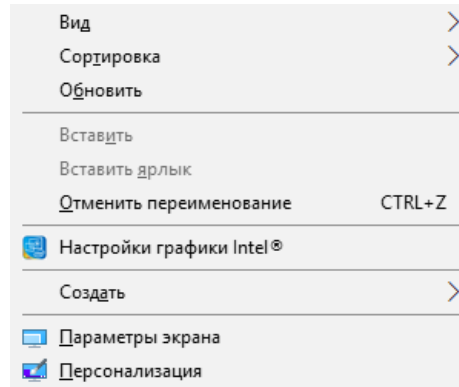 Вид
Сортировка
Обновить
Вставить
Вставить ярлык
Отменить переименование CTRL+Z
Настройки графики Intel®
Создать
Параметры экрана
Персонализация